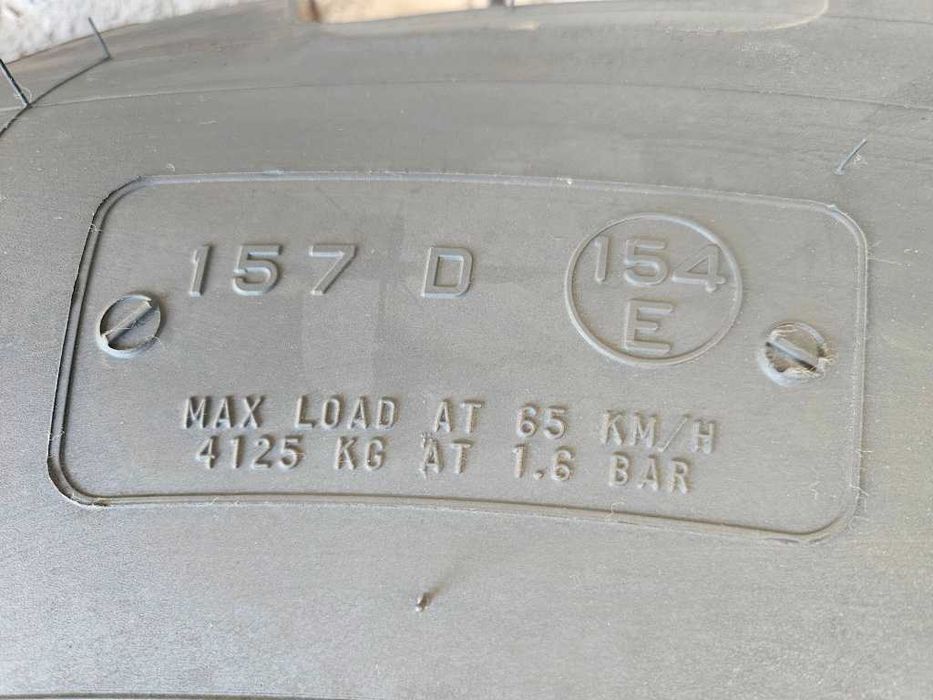 157 D
154
E
MAX LOAD AT 65 KM/H
4125 KG AT 1.6 BAR